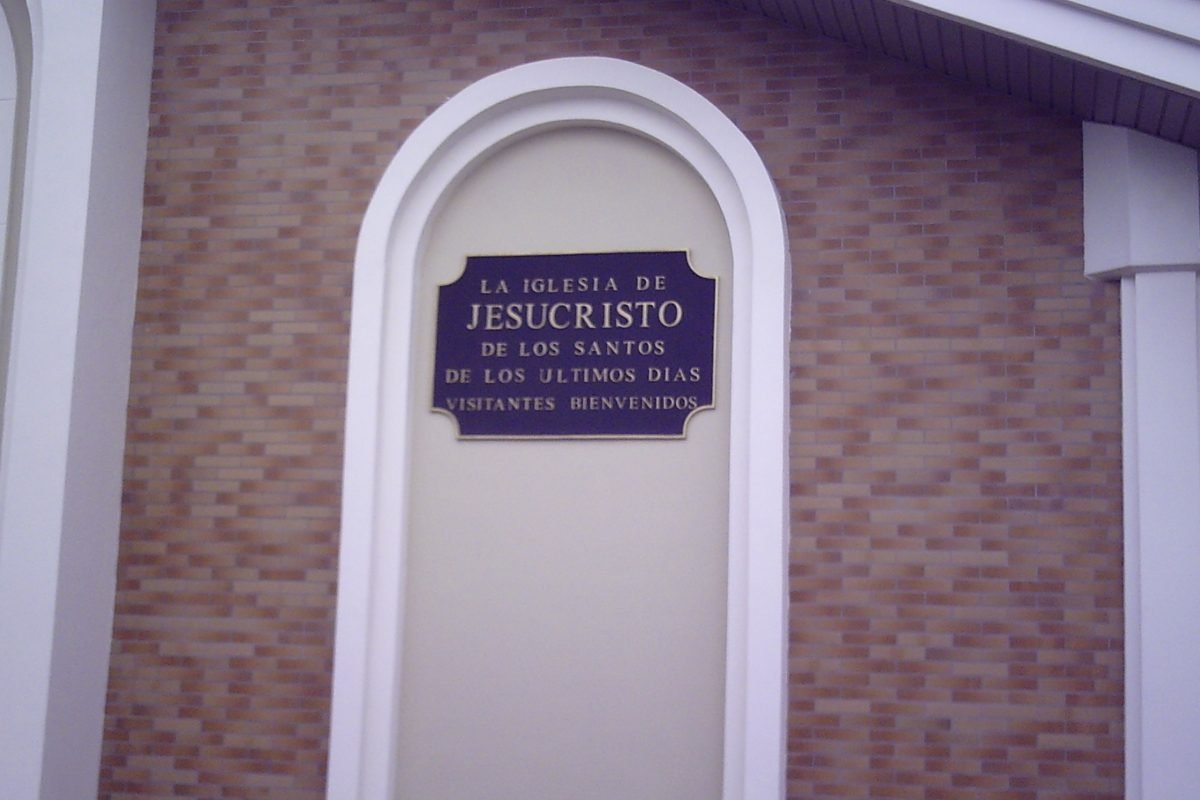 LA IGLESIA DE
JESUCRISTO
DE LOS SANTOS
DE LOS ULTIMOS DIAS
VISITANTES BIENVENIDOS